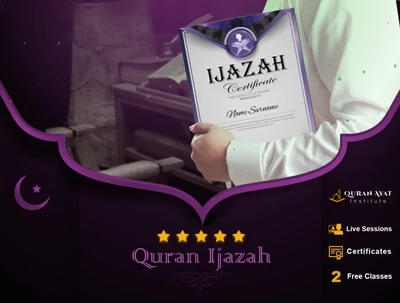 IJAZAH
Certificate
Name Surname
QURAN AYAT
Institute
Live Sessions
Certificates
2 Free Classes
Quran Ijazah